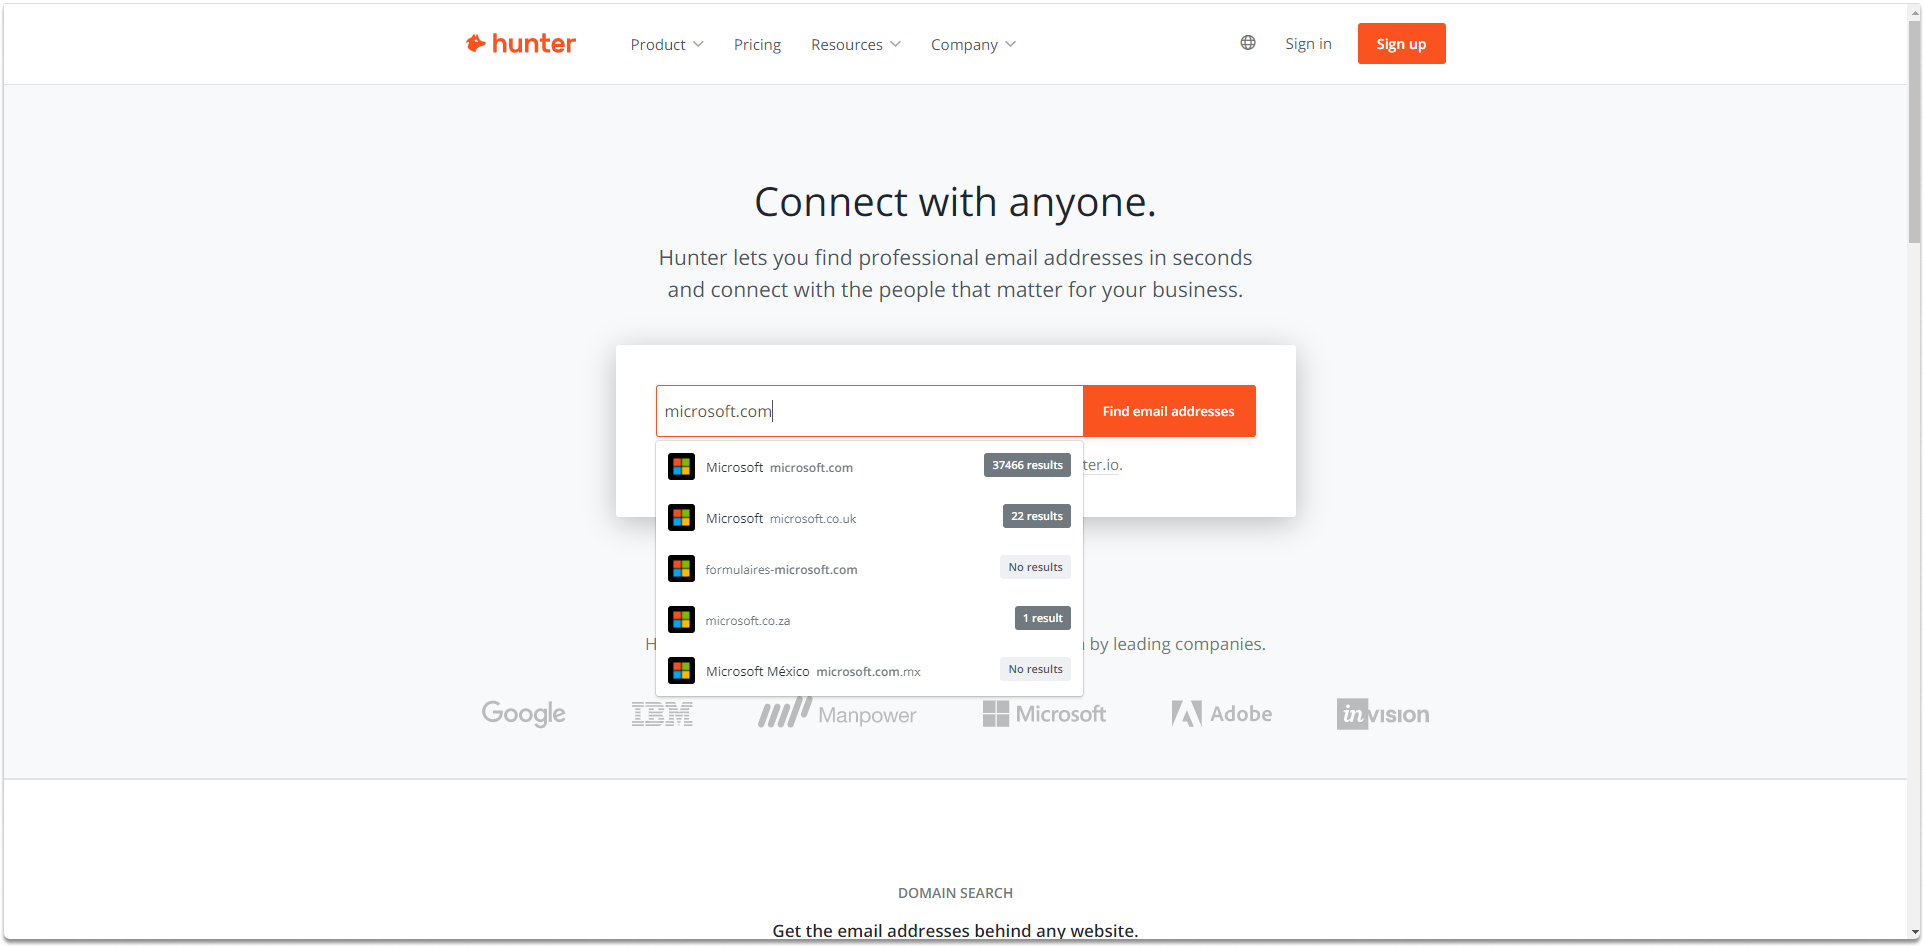 hunter
Product
Pricing
Resources
Company
Sign in
Sign up
Connect with anyone.
Hunter lets you find professional email addresses in seconds
and connect with the people that matter for your business.
microsoft.com
Find email addresses
Microsoft microsoft.com 37466 results
ter.io.
Microsoft microsoft.co.uk 22 results
formulaires-microsoft.com No results
microsoft.co.za 1 result
by leading companies.
Microsoft México microsoft.com.mx No results
Google IBM Manpower Microsoft Adobe invision
DOMAIN SEARCH
Get the email addresses behind any website.